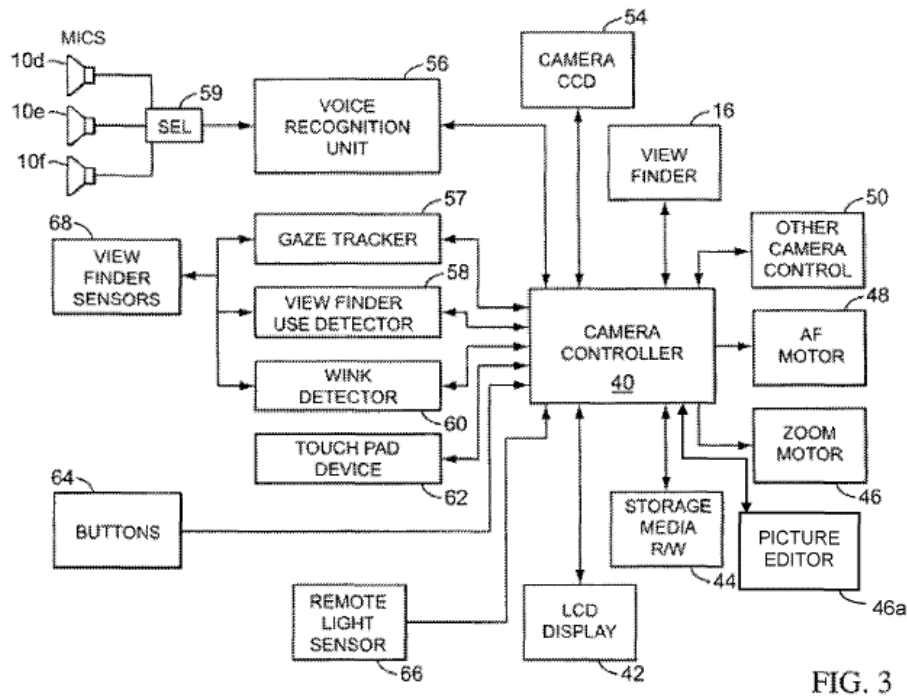 MICS
10d
10e
10f
59
SEL
56
VOICE
RECOGNITION
UNIT
54
CAMERA
CCD
16
VIEW
FINDER
50
OTHER
CAMERA
CONTROL
68
VIEW
FINDER
SENSORS
57
GAZE TRACKER
58
VIEW FINDER
USE DETECTOR
WINK
DETECTOR
60
TOUCH PAD
DEVICE
62
CAMERA
CONTROLLER
40
48
AF
MOTOR
ZOOM
MOTOR
46
64
BUTTONS
STORAGE
MEDIA
R/W
44
PICTURE
EDITOR
46a
REMOTE
LIGHT
SENSOR
66
LCD
DISPLAY
42
FIG. 3